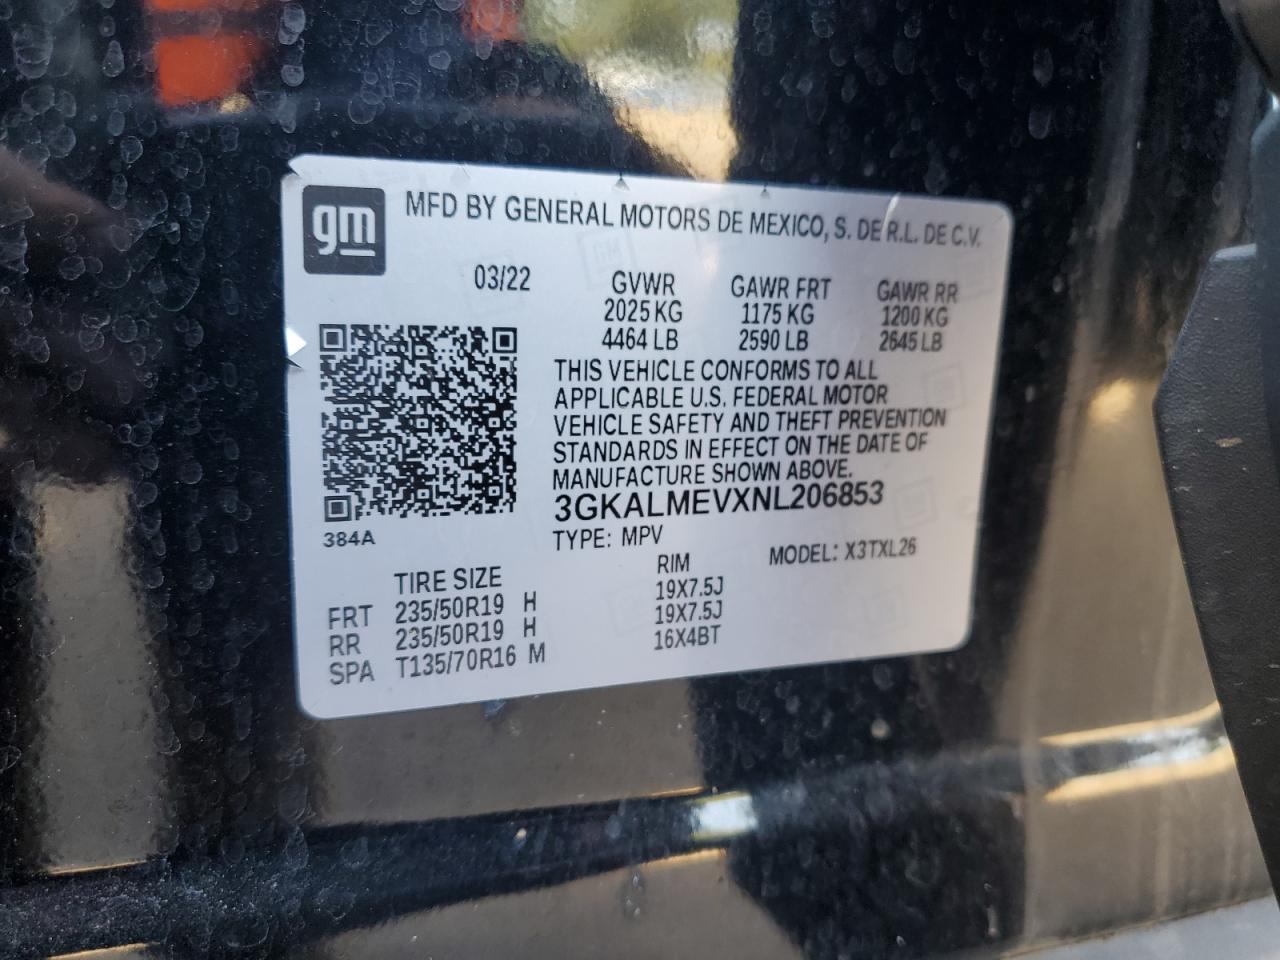 gm
MFD BY GENERAL MOTORS DE MEXICO, S. DE R.L. DE C.V.
03/22 GVWR GAWR FRT GAWR RR
2025 KG 1175 KG 1200 KG
4464 LB 2590 LB 2645 LB
THIS VEHICLE CONFORMS TO ALL
APPLICABLE U.S. FEDERAL MOTOR
VEHICLE SAFETY AND THEFT PREVENTION
STANDARDS IN EFFECT ON THE DATE OF
MANUFACTURE SHOWN ABOVE.
3GKALMEVXNL206853
384A
TYPE: MPV MODEL: X3TXL26
TIRE SIZE RIM
FRT 235/50R19 H 19X7.5J
RR 235/50R19 H 19X7.5J
SPA T135/70R16 M 16X4BT